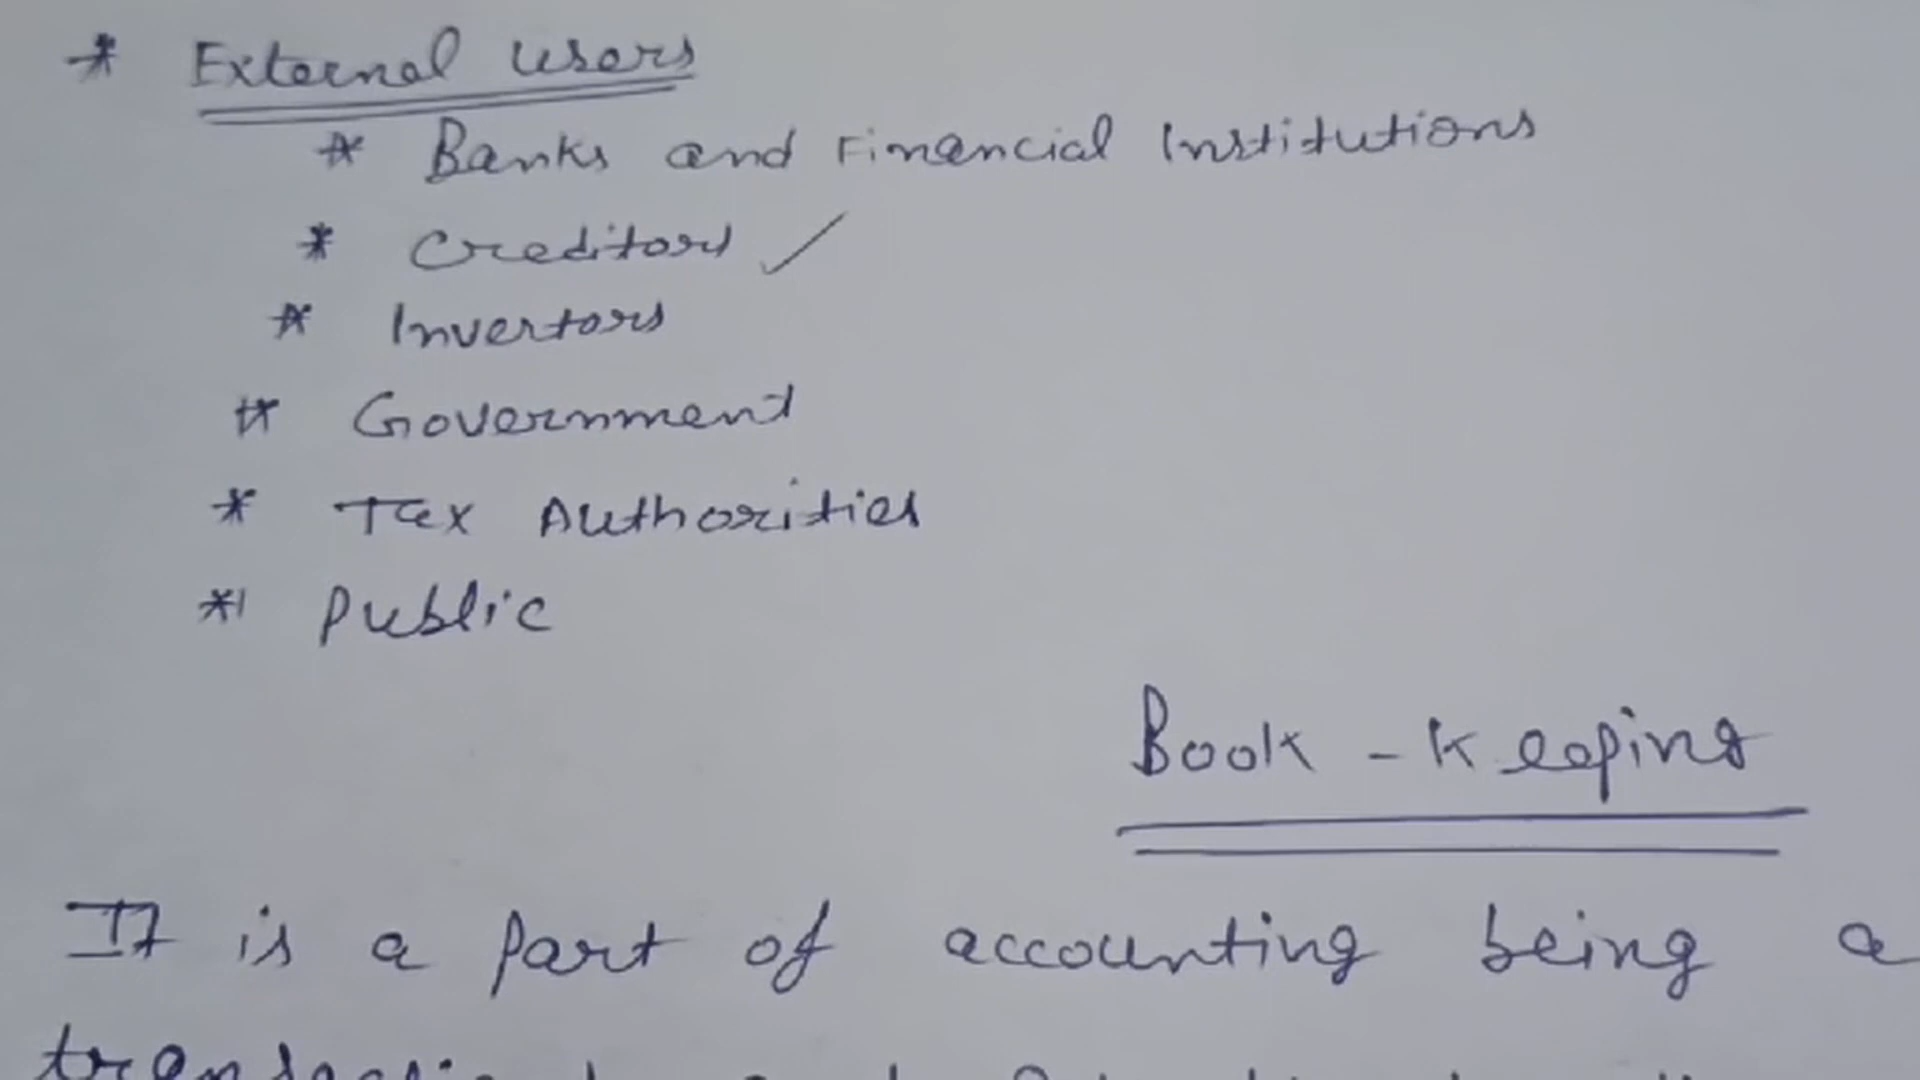 * External users
* Banks and Financial Institutions
* Creditors ✓
* Invertors
* Government
* Tax Authorities
* Public
Book - Keeping
It is a part of accounting being a